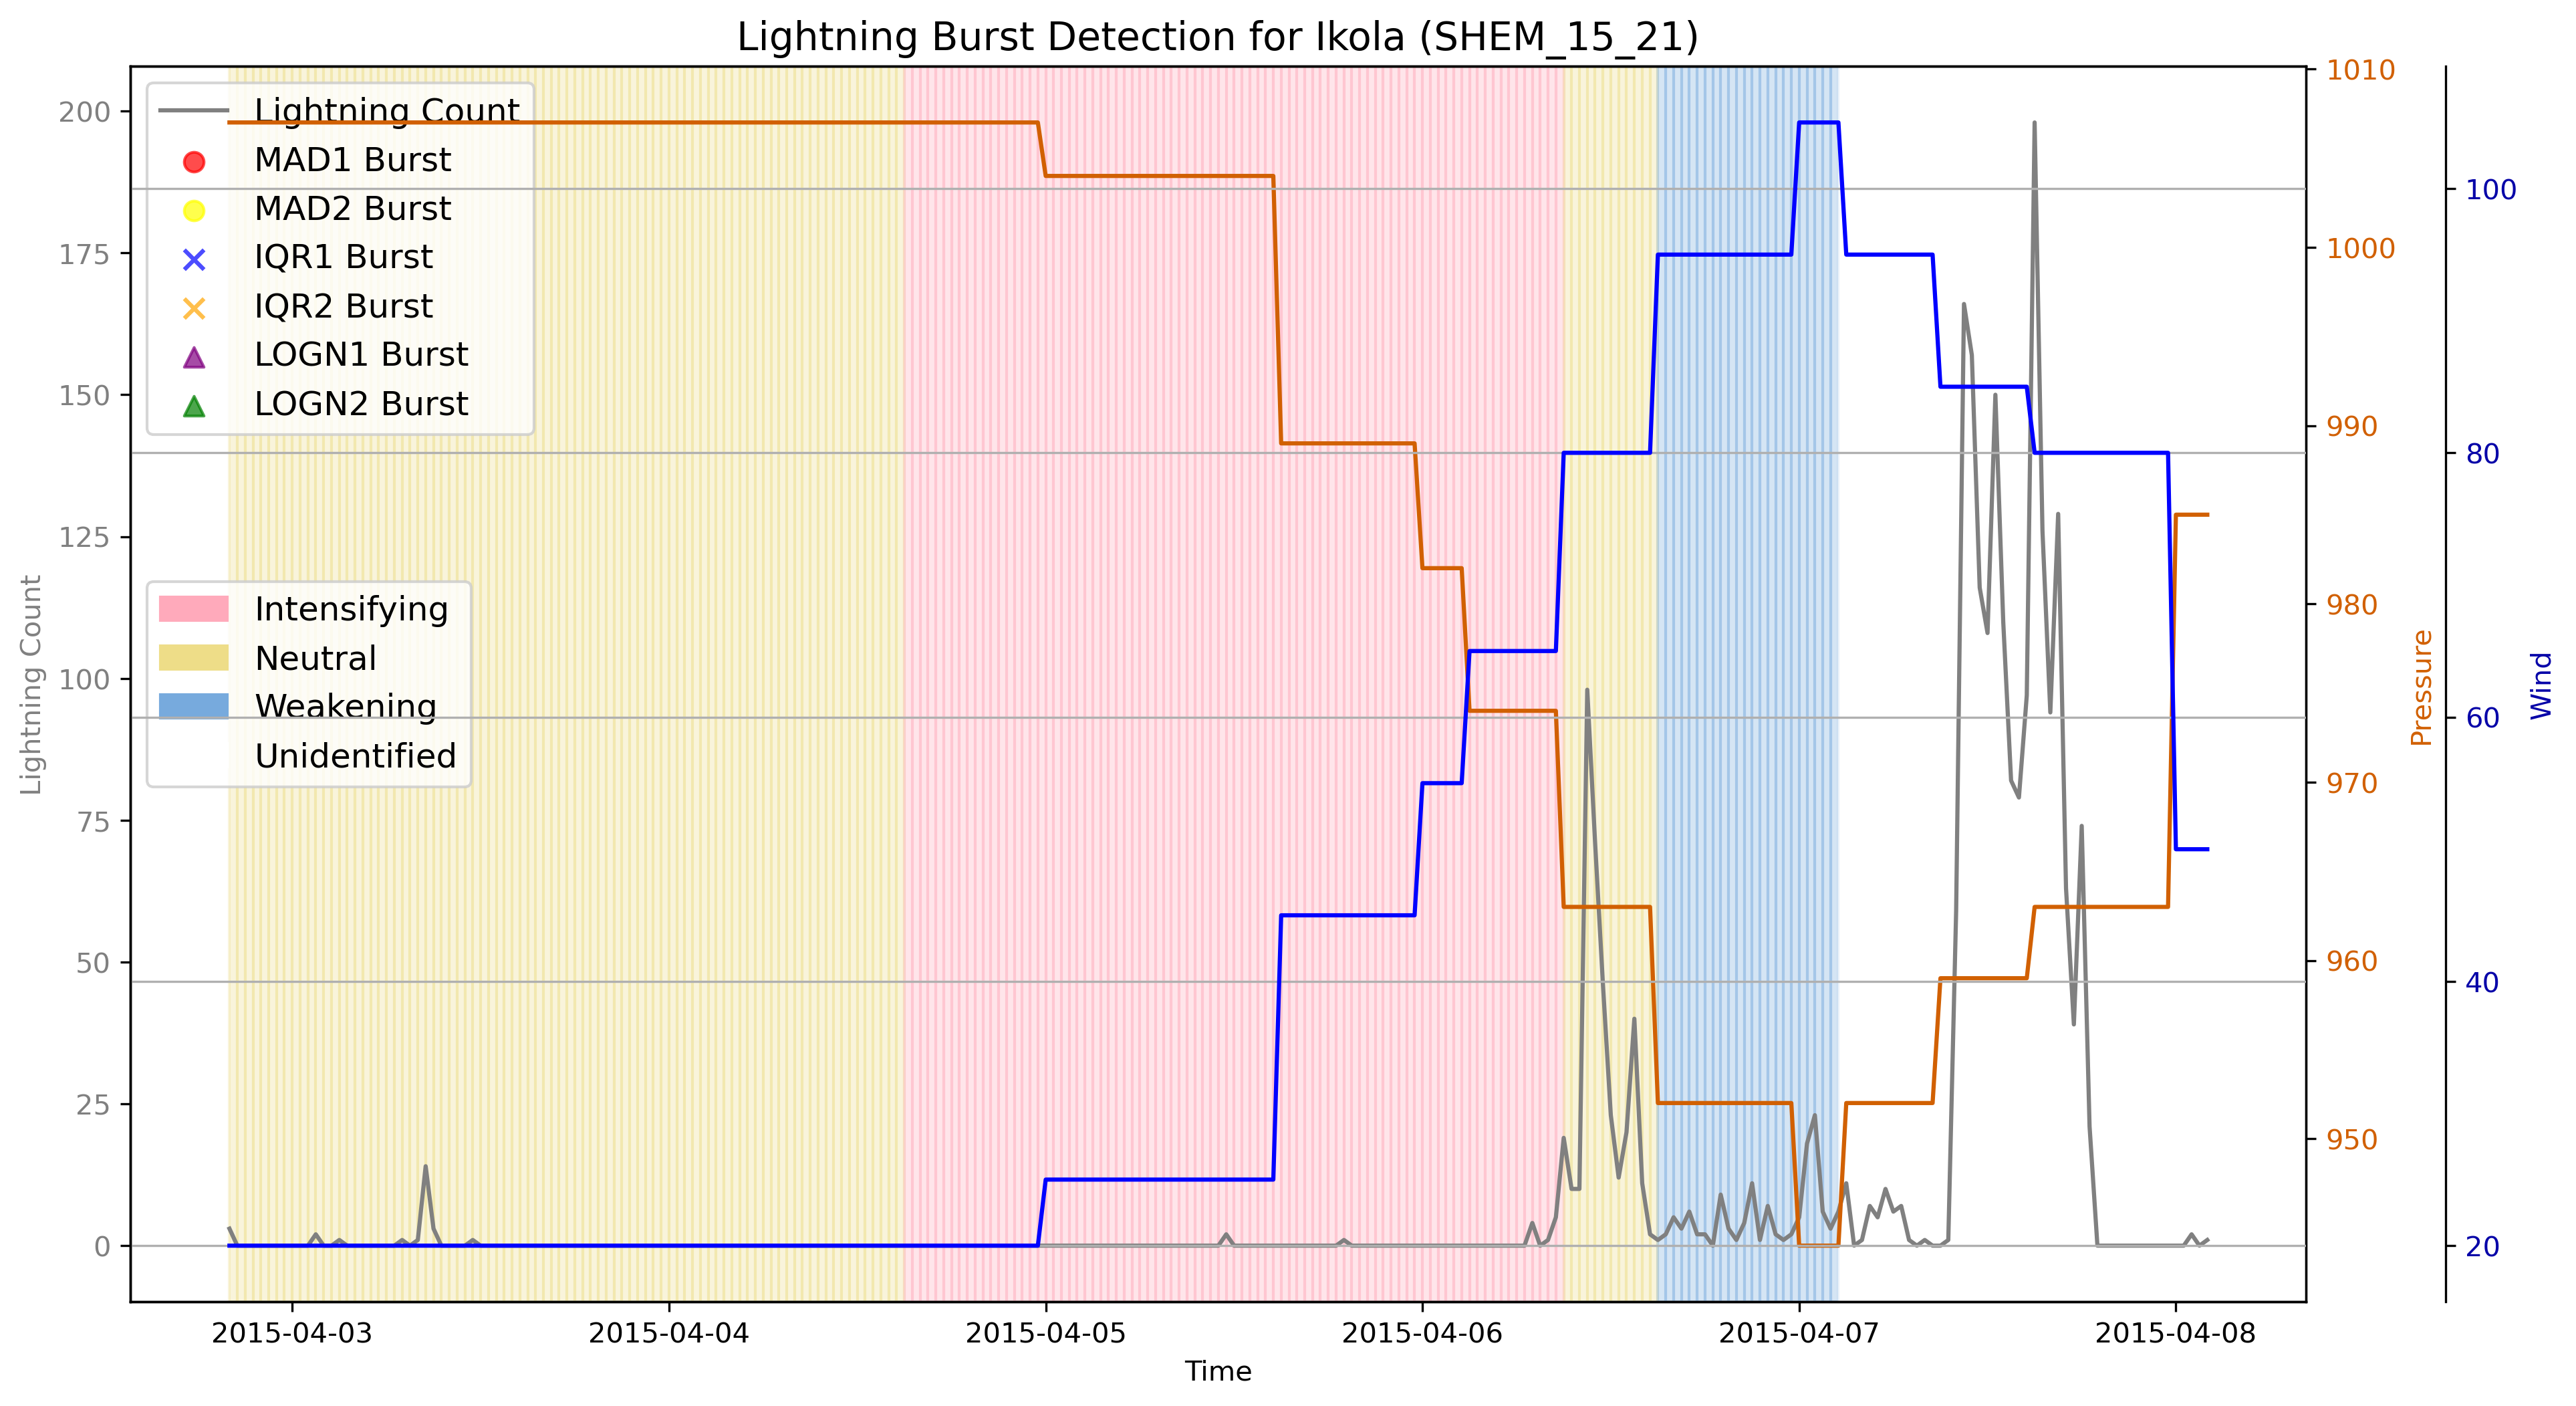 Lightning Burst Detection for Ikola (SHEM_15_21)
Lightning Count
MAD1 Burst
MAD2 Burst
IQR1 Burst
IQR2 Burst
LOGN1 Burst
LOGN2 Burst
Intensifying
Neutral
Weakening
Unidentified
200
175
150
125
100
75
50
25
0
Lightning Count
1010
1000
990
980
970
960
950
Pressure
100
80
60
40
20
Wind
2015-04-03
2015-04-04
2015-04-05
2015-04-06
2015-04-07
2015-04-08
Time